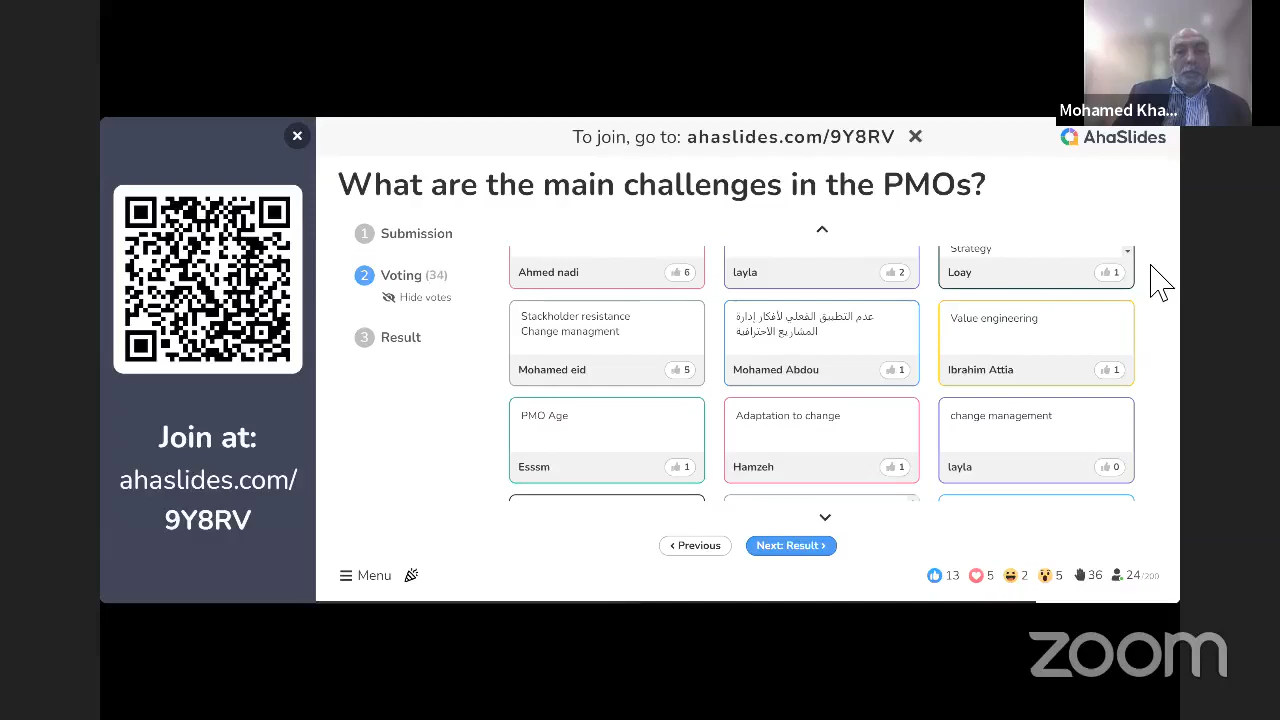 Mohamed Kha...
To join, go to: ahaslides.com/9Y8RV
AhaSlides
What are the main challenges in the PMOs?
1 Submission
2 Voting (34)
Hide votes
3 Result
Ahmed nadi 6
layla 2
Strategy
Loay 1
Stackholder resistance
Change managment
Mohamed eid 5
عدم التطبيق الفعلي لأفكار إدارة
المشاريع الاحترافية
Mohamed Abdou 1
Value engineering
Ibrahim Attia 1
PMO Age
Esssm 1
Adaptation to change
Hamzeh 1
change management
layla 0
Join at:
ahaslides.com/
9Y8RV
Previous
Next: Result
Menu
13 5 2 5 36 24/200
zoom